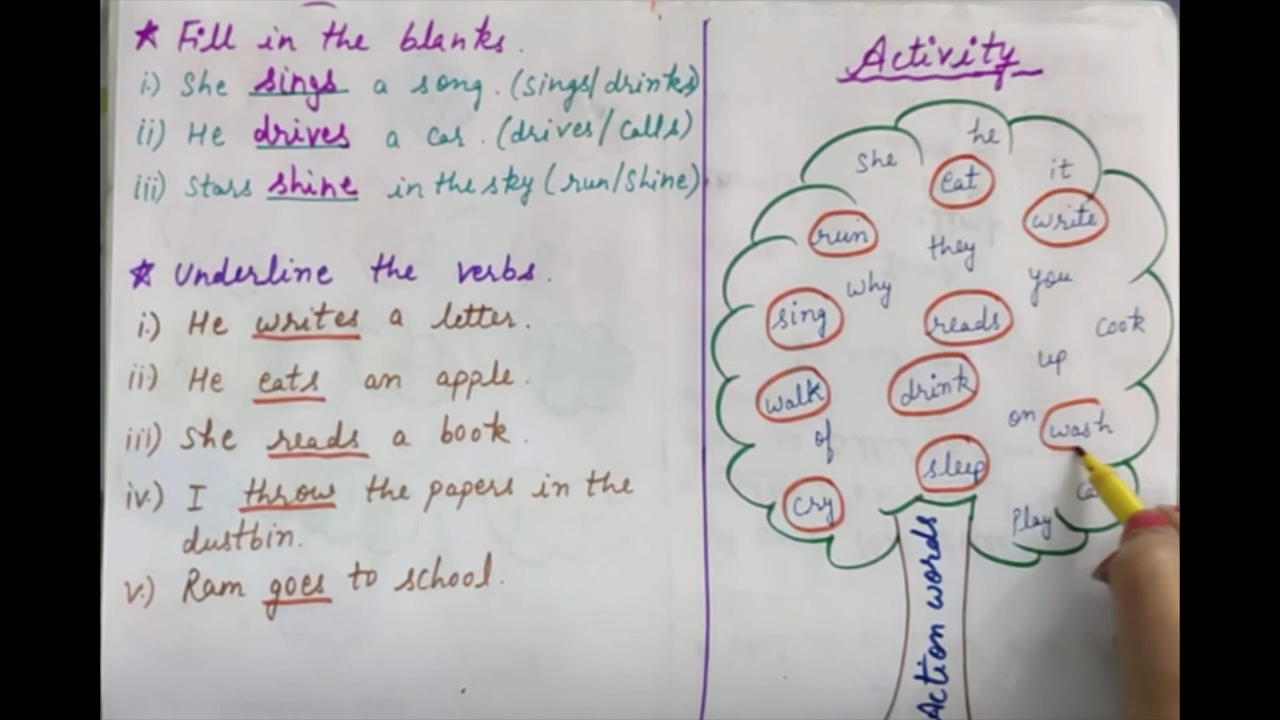 ★ Fill in the blanks.
i.) She sings a song. (sings/drinks)
ii) He drives a car. (drives/calls)
iii) Stars shine in the sky (run/shine)
★ Underline the verbs.
i.) He writes a letter.
ii.) He eats an apple.
iii) She reads a book.
iv.) I throw the papers in the
dustbin.
v.) Ram goes to school.
Activity
he
she
eat
it
write
run
they
why
you
sing
reads
cook
up
walk
drink
of
on
wash
sleep
cry
Play
Action words